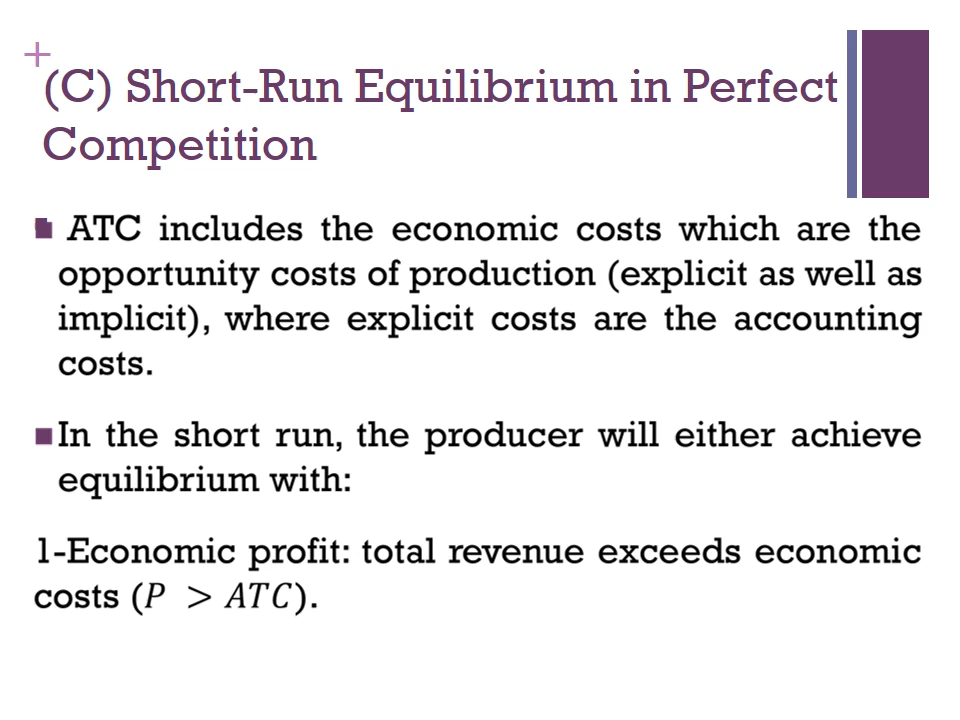 +
(C) Short-Run Equilibrium in Perfect
Competition
ATC includes the economic costs which are the
opportunity costs of production (explicit as well as
implicit), where explicit costs are the accounting
costs.
In the short run, the producer will either achieve
equilibrium with:
1-Economic profit: total revenue exceeds economic
costs (P > ATC).